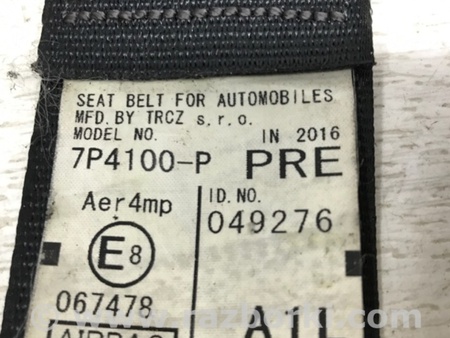 SEAT BELT FOR AUTOMOBILES
MFD. BY TRCZ s.r.o.
MODEL NO. IN 2016
7P4100-P PRE
Aer4mp
ID. NO.
049276
E8
067478